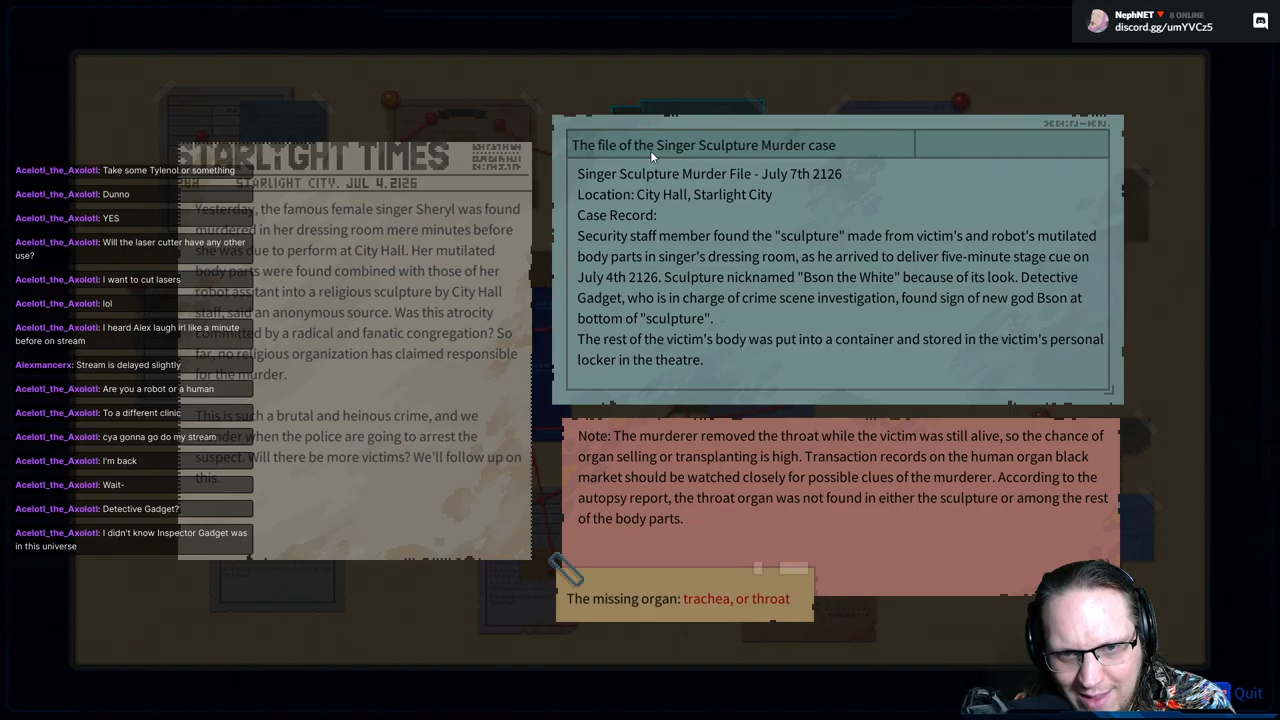 NephNET 8 ONLINE
discord.gg/umYVCz5
STARLIGHT TIMES
STARLIGHT CITY, JUL 4.2126
Yesterday, the famous female singer Sheryl was found
murdered in her dressing room mere minutes before
she was due to perform at City Hall. Her mutilated
body parts were found combined with those of her
robot assistant into a religious sculpture by City Hall
staff, said an anonymous source. Was this atrocity
committed by a radical and fanatic congregation? So
far, no religious organization has claimed responsible
for the murder.
This is such a brutal and heinous crime, and we
wonder when the police are going to arrest the
suspect. Will there be more victims? We'll follow up on
this.
Acelotl_the_Axolotl: Take some Tylenol or something
Acelotl_the_Axolotl: Dunno
Acelotl_the_Axolotl: YES
Acelotl_the_Axolotl: Will the laser cutter have any other
use?
Acelotl_the_Axolotl: I want to cut lasers
Acelotl_the_Axolotl: lol
Acelotl_the_Axolotl: I heard Alex laugh irl like a minute
before on stream
Alexmancerx: Stream is delayed slightly
Acelotl_the_Axolotl: Are you a robot or a human
Acelotl_the_Axolotl: To a different clinic
Acelotl_the_Axolotl: cya gonna go do my stream
Acelotl_the_Axolotl: I'm back
Acelotl_the_Axolotl: Wait-
Acelotl_the_Axolotl: Detective Gadget?
Acelotl_the_Axolotl: I didn't know Inspector Gadget was
in this universe
The file of the Singer Sculpture Murder case
Singer Sculpture Murder File - July 7th 2126
Location: City Hall, Starlight City
Case Record:
Security staff member found the "sculpture" made from victim's and robot's mutilated
body parts in singer's dressing room, as he arrived to deliver five-minute stage cue on
July 4th 2126. Sculpture nicknamed "Bson the White" because of its look. Detective
Gadget, who is in charge of crime scene investigation, found sign of new god Bson at
bottom of "sculpture".
The rest of the victim's body was put into a container and stored in the victim's personal
locker in the theatre.
Note: The murderer removed the throat while the victim was still alive, so the chance of
organ selling or transplanting is high. Transaction records on the human organ black
market should be watched closely for possible clues of the murderer. According to the
autopsy report, the throat organ was not found in either the sculpture or among the rest
of the body parts.
The missing organ: trachea, or throat
Quit